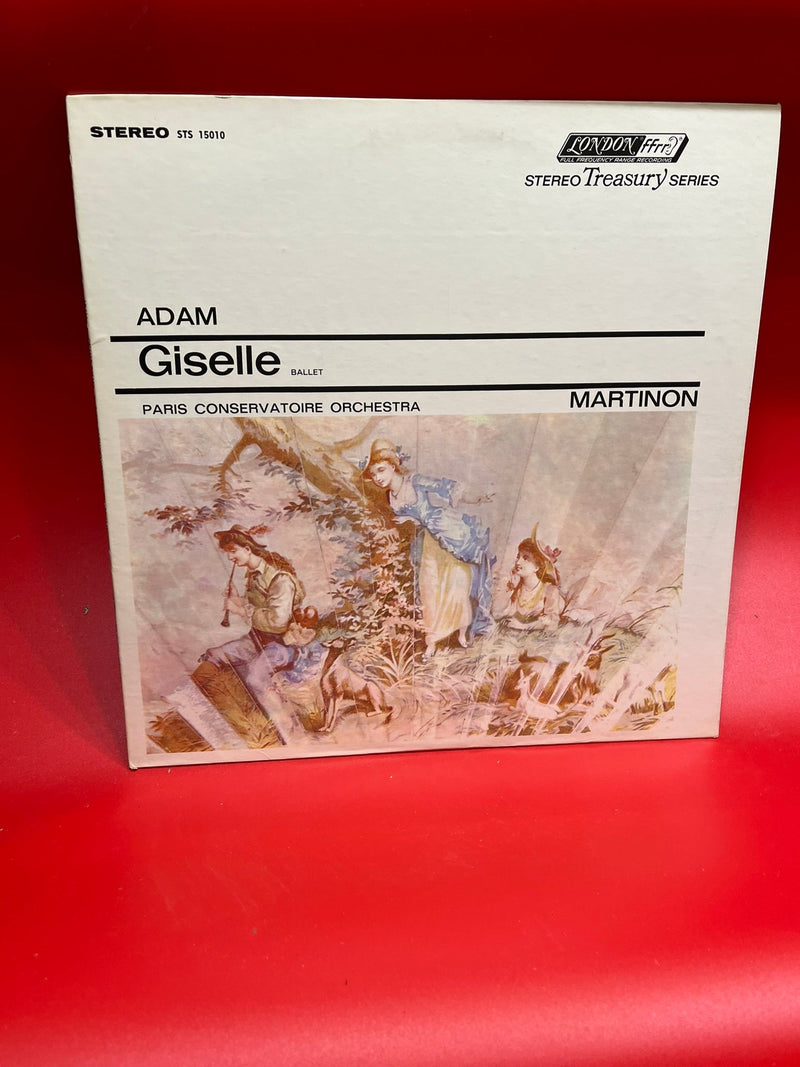 STEREO STS 15010
LONDON ffrr
FULL FREQUENCY RANGE RECORDING
STEREO Treasury SERIES
ADAM
Giselle BALLET
MARTINON
PARIS CONSERVATOIRE ORCHESTRA